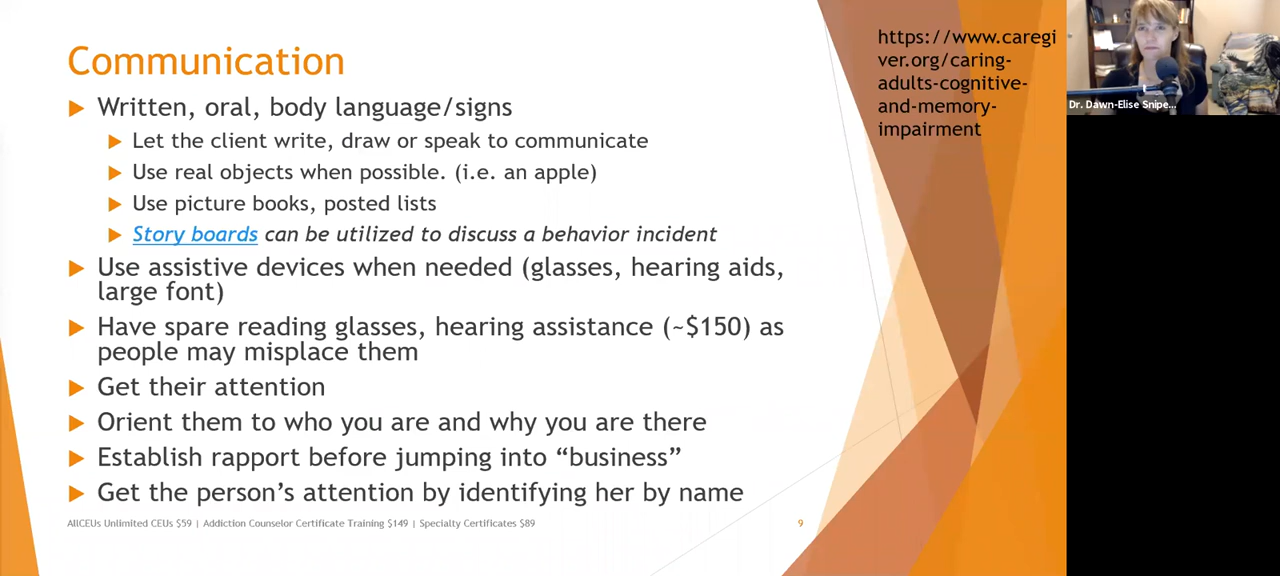 Communication
Written, oral, body language/signs
Let the client write, draw or speak to communicate
Use real objects when possible. (i.e. an apple)
Use picture books, posted lists
Story boards can be utilized to discuss a behavior incident
Use assistive devices when needed (glasses, hearing aids,
large font)
Have spare reading glasses, hearing assistance (~$150) as
people may misplace them
Get their attention
Orient them to who you are and why you are there
Establish rapport before jumping into “business”
Get the person’s attention by identifying her by name
AllCEUs Unlimited CEUs $59 | Addiction Counselor Certificate Training $149 | Specialty Certificates $89
9
https://www.caregi
ver.org/caring-
adults-cognitive-
and-memory-
impairment
Dr. Dawn-Elise Snipe...